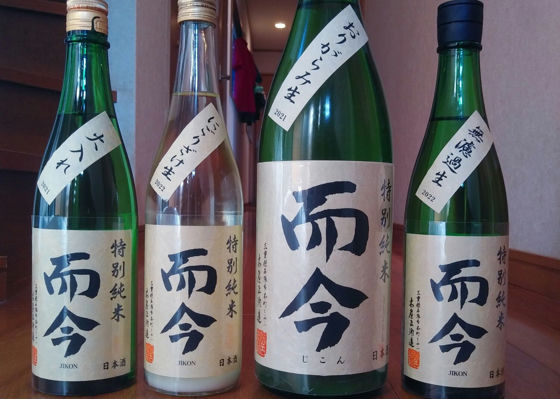 火入れ
2021
特別純米
而今
JIKON
日本酒
にごりざけ生
2022
特別純米
而今
JIKON
日本酒
おりがらみ生
2021
特別純米
而今
じこん
日本酒
無濾過生
2022
特別純米
而今
JIKON
日本酒